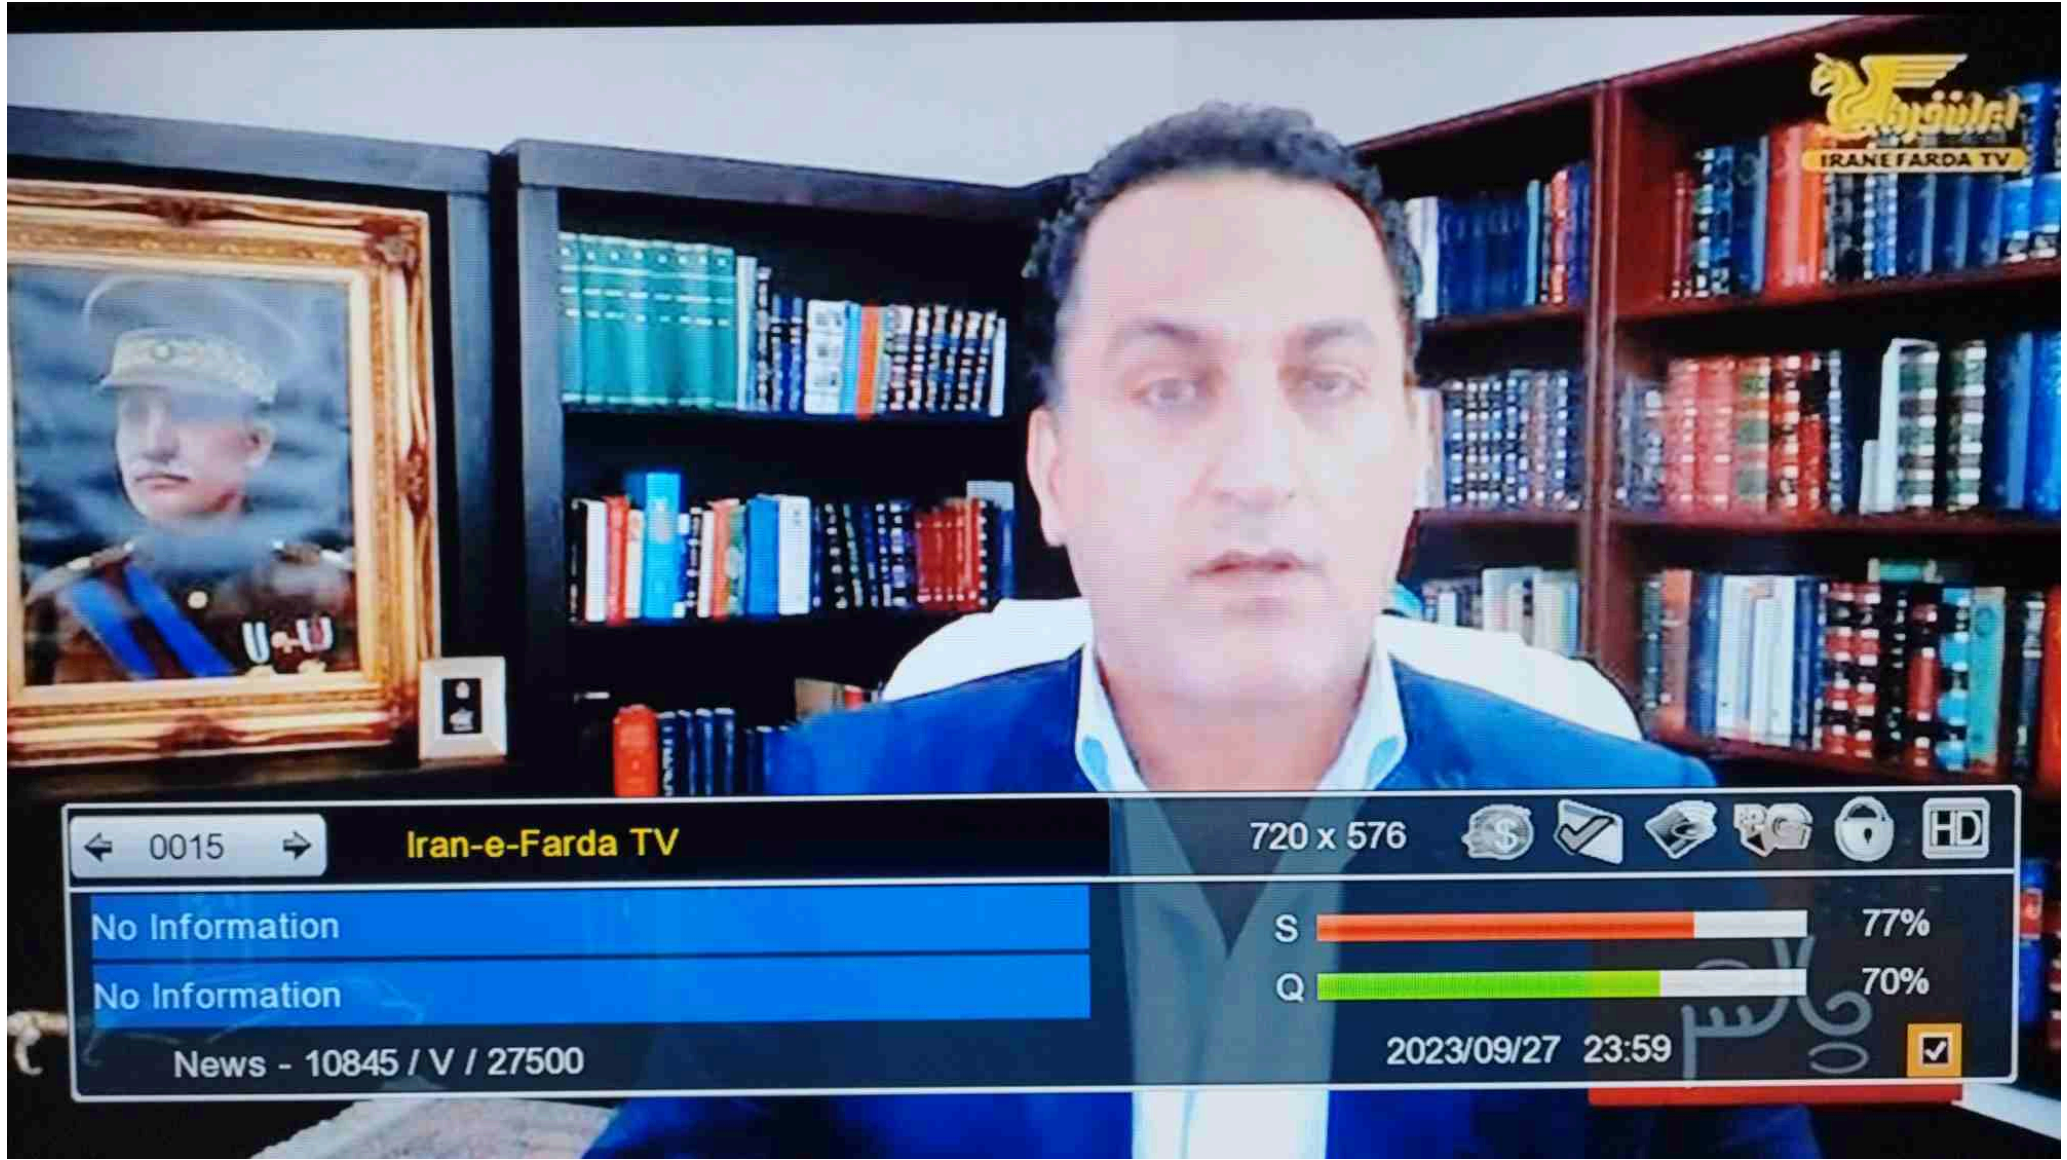 IRANE FARDA TV
0015
Iran-e-Farda TV
720 x 576
HD
No Information
S
77%
No Information
Q
70%
News - 10845 / V / 27500
2023/09/27 23:59